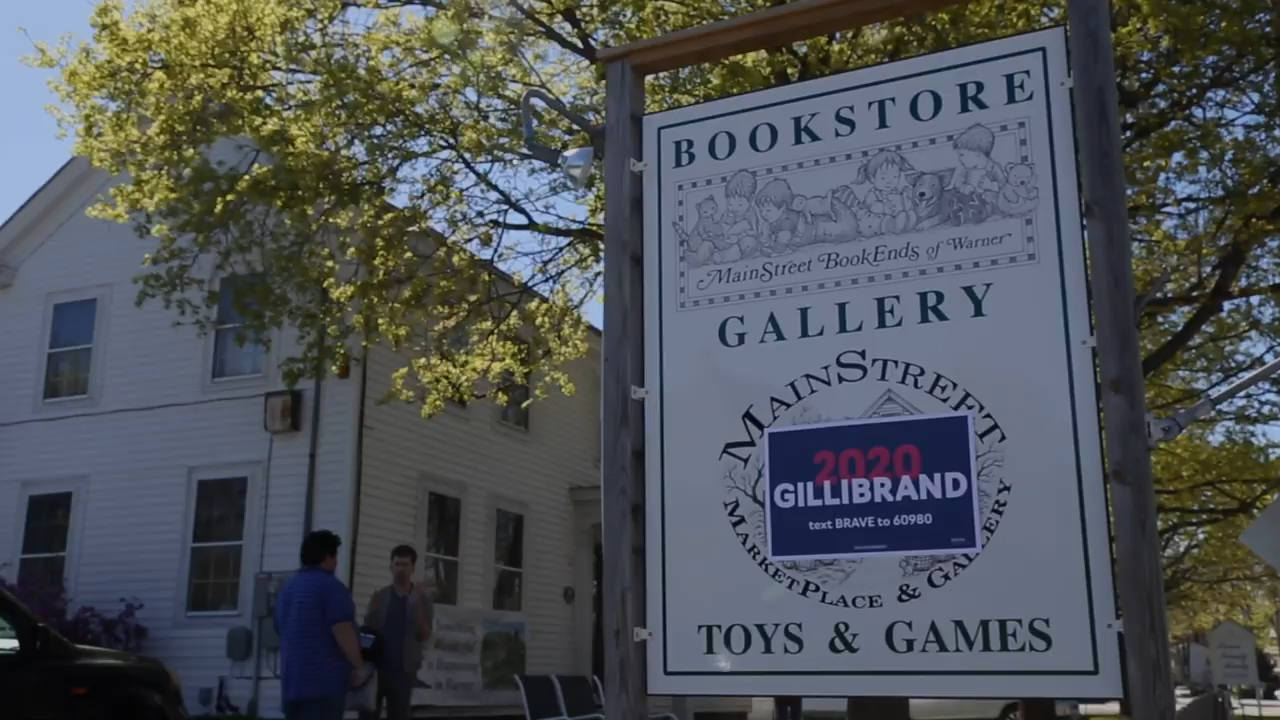 BOOKSTORE
MainStreet BookEnds of Warner
GALLERY
MAINSTREET
2020
GILLIBRAND
text BRAVE to 60980
MARKETPLACE & GALLERY
TOYS & GAMES